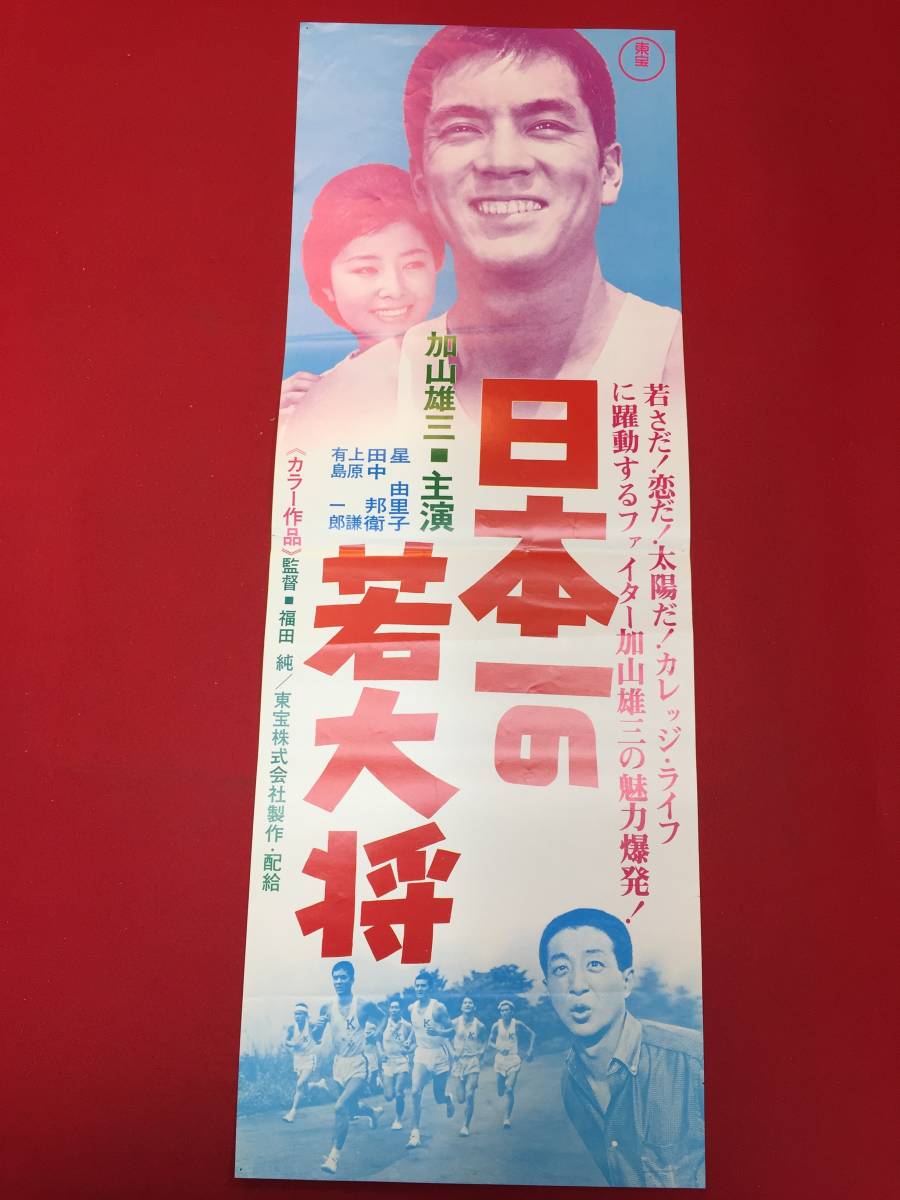 東宝
若さだ!恋だ!太陽だ!カレッジ・ライフ
に躍動するファイター加山雄三の魅力爆発!
日本一の
若大将
加山雄三■主演
星 由里子
田中 邦衛
上原 謙
有島 一郎
《カラー作品》監督■福田 純/東宝株式会社製作・配給
K
K
K
K